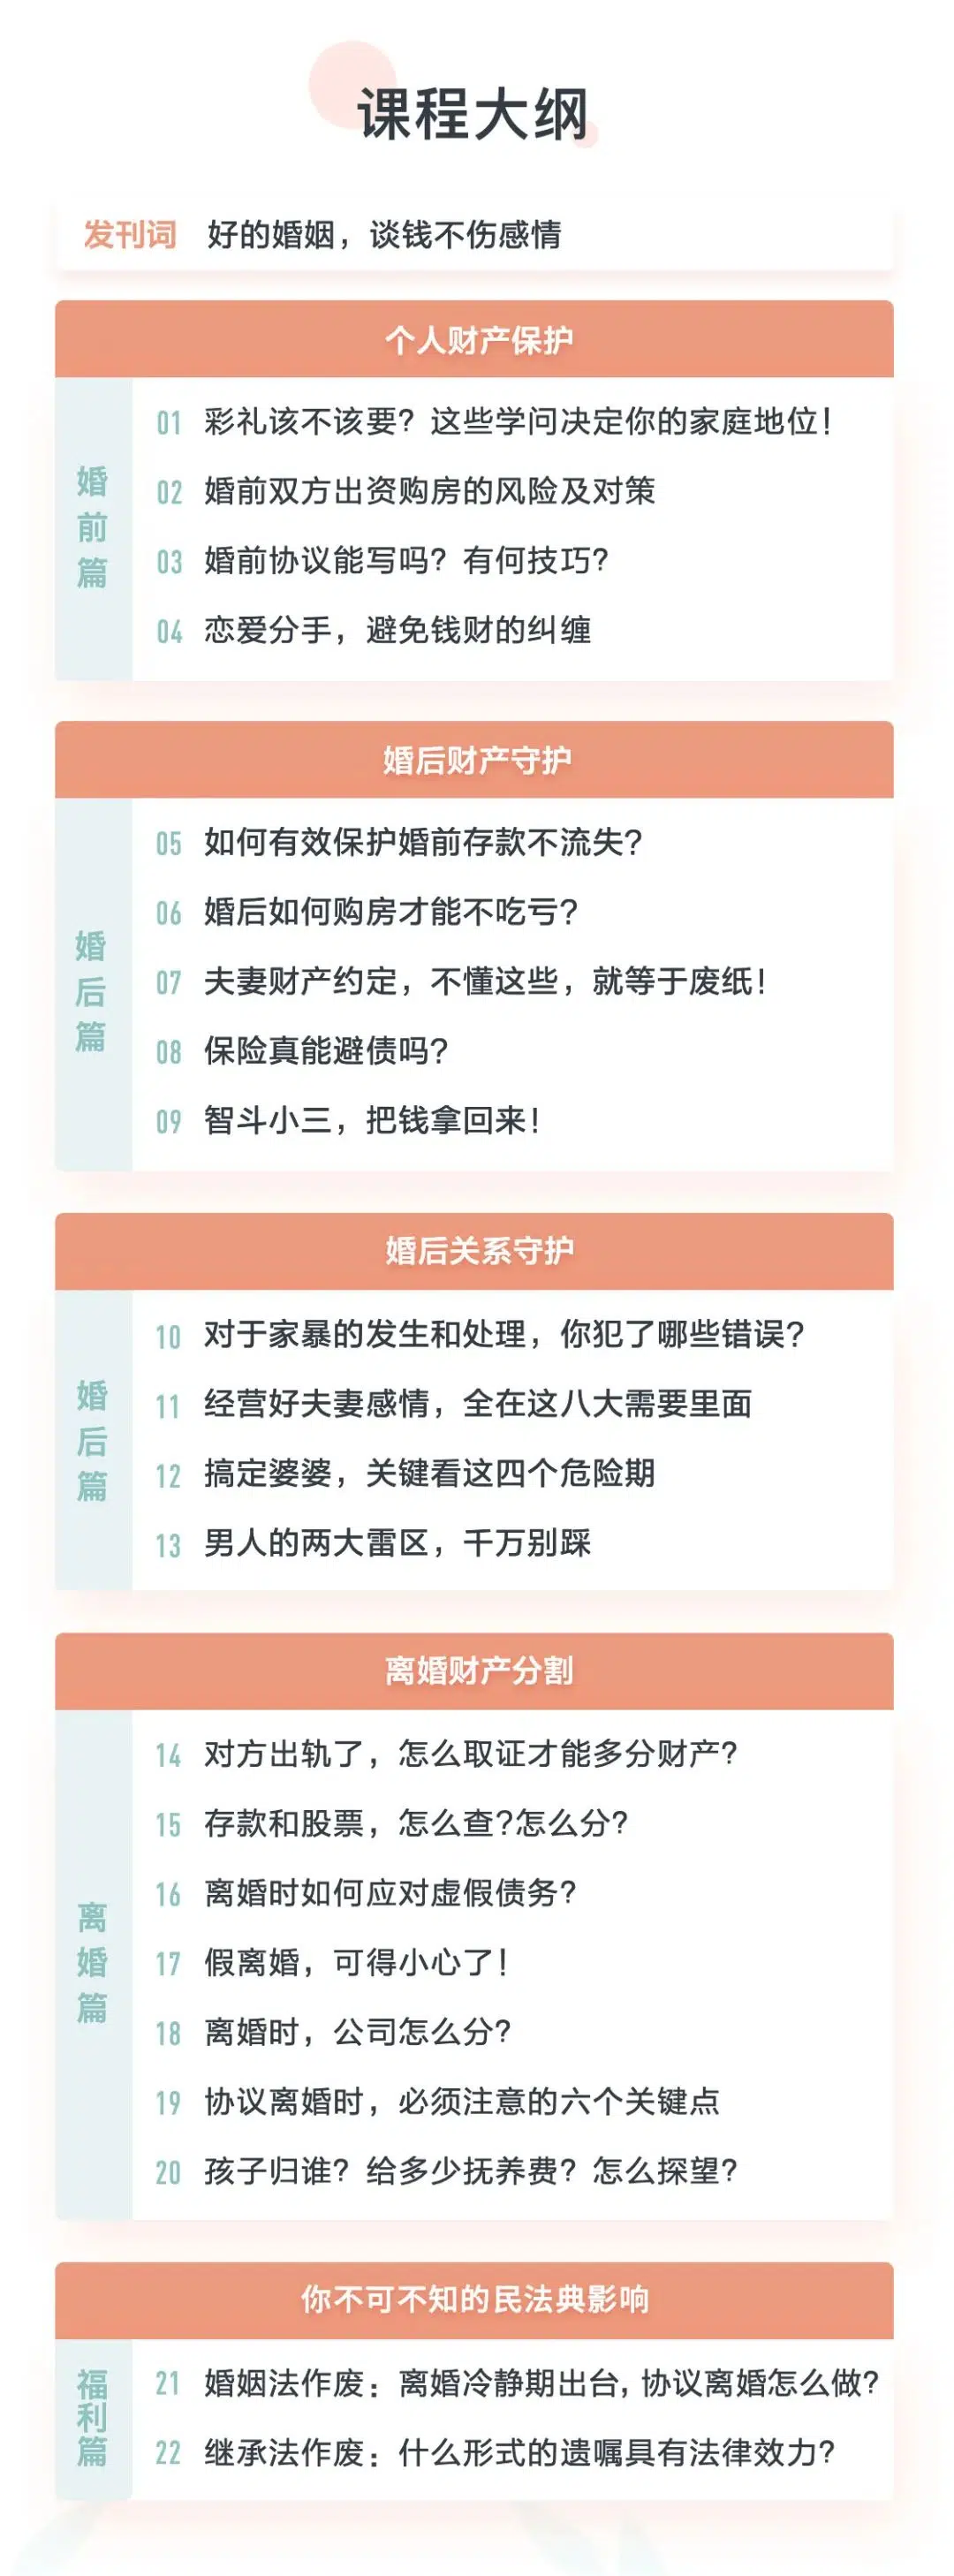 课程大纲
发刊词 好的婚姻，谈钱不伤感情
个人财产保护
婚前篇
01 彩礼该不该要？这些学问决定你的家庭地位！
02 婚前双方出资购房的风险及对策
03 婚前协议能写吗？有何技巧？
04 恋爱分手，避免钱财的纠缠
婚后财产守护
婚后篇
05 如何有效保护婚前存款不流失？
06 婚后如何购房才能不吃亏？
07 夫妻财产约定，不懂这些，就等于废纸！
08 保险真能避债吗？
09 智斗小三，把钱拿回来！
婚后关系守护
婚后篇
10 对于家暴的发生和处理，你犯了哪些错误？
11 经营好夫妻感情，全在这八大需要里面
12 搞定婆婆，关键看这四个危险期
13 男人的两大雷区，千万别踩
离婚财产分割
离婚篇
14 对方出轨了，怎么取证才能多分财产？
15 存款和股票，怎么查?怎么分？
16 离婚时如何应对虚假债务？
17 假离婚，可得小心了！
18 离婚时，公司怎么分？
19 协议离婚时，必须注意的六个关键点
20 孩子归谁？给多少抚养费？怎么探望？
你不可不知的民法典影响
福利篇
21 婚姻法作废：离婚冷静期出台, 协议离婚怎么做？
22 继承法作废：什么形式的遗嘱具有法律效力？